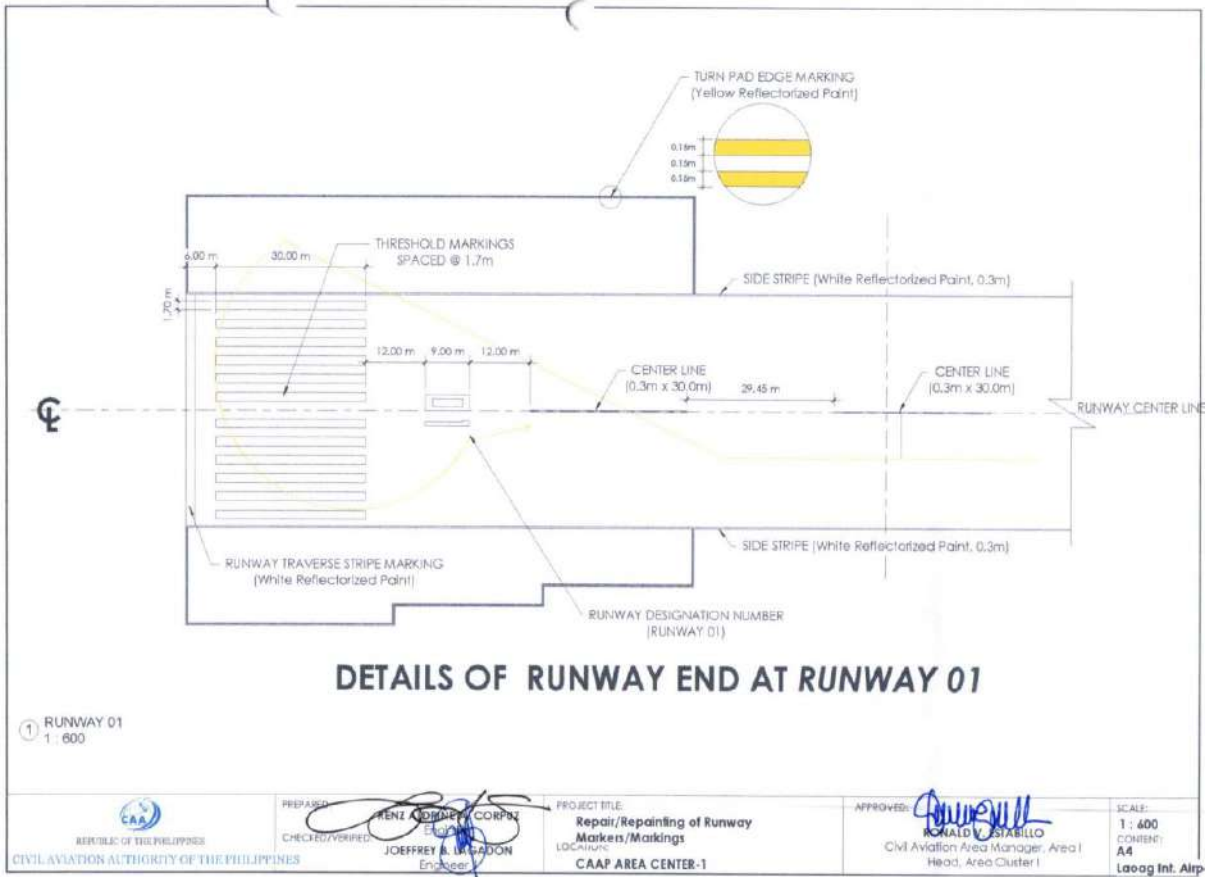 TURN PAD EDGE MARKING
(Yellow Reflectorized Paint)
0.15m
0.15m
0.15m
THRESHOLD MARKINGS
SPACED @ 1.7m
6.00 m
30.00 m
SIDE STRIPE (White Reflectorized Paint, 0.3m)
1.70 m
12.00 m
9.00 m
12.00 m
CENTER LINE
(0.3m x 30.0m)
29.45 m
CENTER LINE
(0.3m x 30.0m)
RUNWAY CENTER LINE
SIDE STRIPE (White Reflectorized Paint, 0.3m)
RUNWAY TRAVERSE STRIPE MARKING
(White Reflectorized Paint)
RUNWAY DESIGNATION NUMBER
(RUNWAY 01)
DETAILS OF RUNWAY END AT RUNWAY 01
1
RUNWAY 01
1 : 600
CAA
REPUBLIC OF THE PHILIPPINES
CIVIL AVIATION AUTHORITY OF THE PHILIPPINES
PREPARED
CORPUZ
CHECKED/VERIFIED:
JOEFFREY B. LAGADON
Engineer
PROJECT TITLE:
Repair/Repainting of Runway
Markers/Markings
LOCATION:
CAAP AREA CENTER-1
APPROVED:
RONALD V. ESTABILLO
Civil Aviation Area Manager, Area I
Head, Area Cluster I
SCALE:
1 : 600
CONTENT:
A4
Laoag Int. Airp